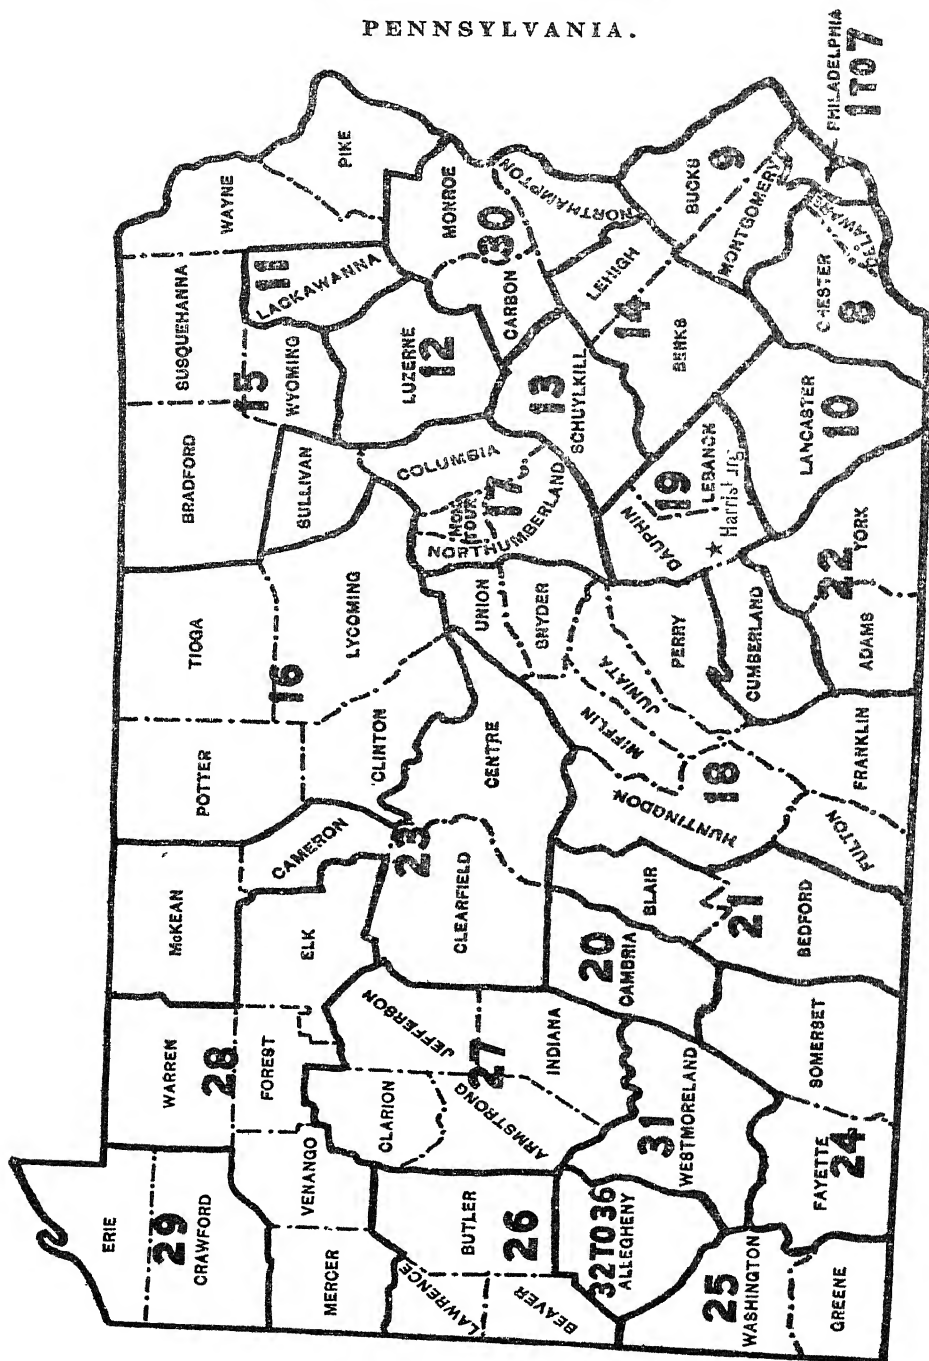 PENNSYLVANIA.
ERIE
29
CRAWFORD
MERCER
VENANGO
WARREN
28
FOREST
McKEAN
ELK
CAMERON
POTTER
TIOGA
16
LYCOMING
CLINTON
BRADFORD
SULLIVAN
SUSQUEHANNA
15
WYOMING
WAYNE
PIKE
11
LACKAWANNA
LUZERNE
12
MONROE
30
CARBON
NORTHAMPTON
COLUMBIA
MONTOUR
17
NORTHUMBERLAND
UNION
SNYDER
CENTRE
23
CLEARFIELD
JEFFERSON
CLARION
27
ARMSTRONG
INDIANA
BUTLER
26
LAWRENCE
BEAVER
32TO36
ALLEGHENY
31
WESTMORELAND
20
CAMBRIA
BLAIR
HUNTINGDON
18
MIFFLIN
JUNIATA
PERRY
DAUPHIN
19
LEBANON
SCHUYLKILL
13
LEHIGH
14
BERKS
BUCKS
9
MONTGOMERY
PHILADELPHIA
1TO7
DELAWARE
CHESTER
8
LANCASTER
10
YORK
22
ADAMS
CUMBERLAND
FRANKLIN
FULTON
21
BEDFORD
SOMERSET
FAYETTE
24
25
WASHINGTON
GREENE